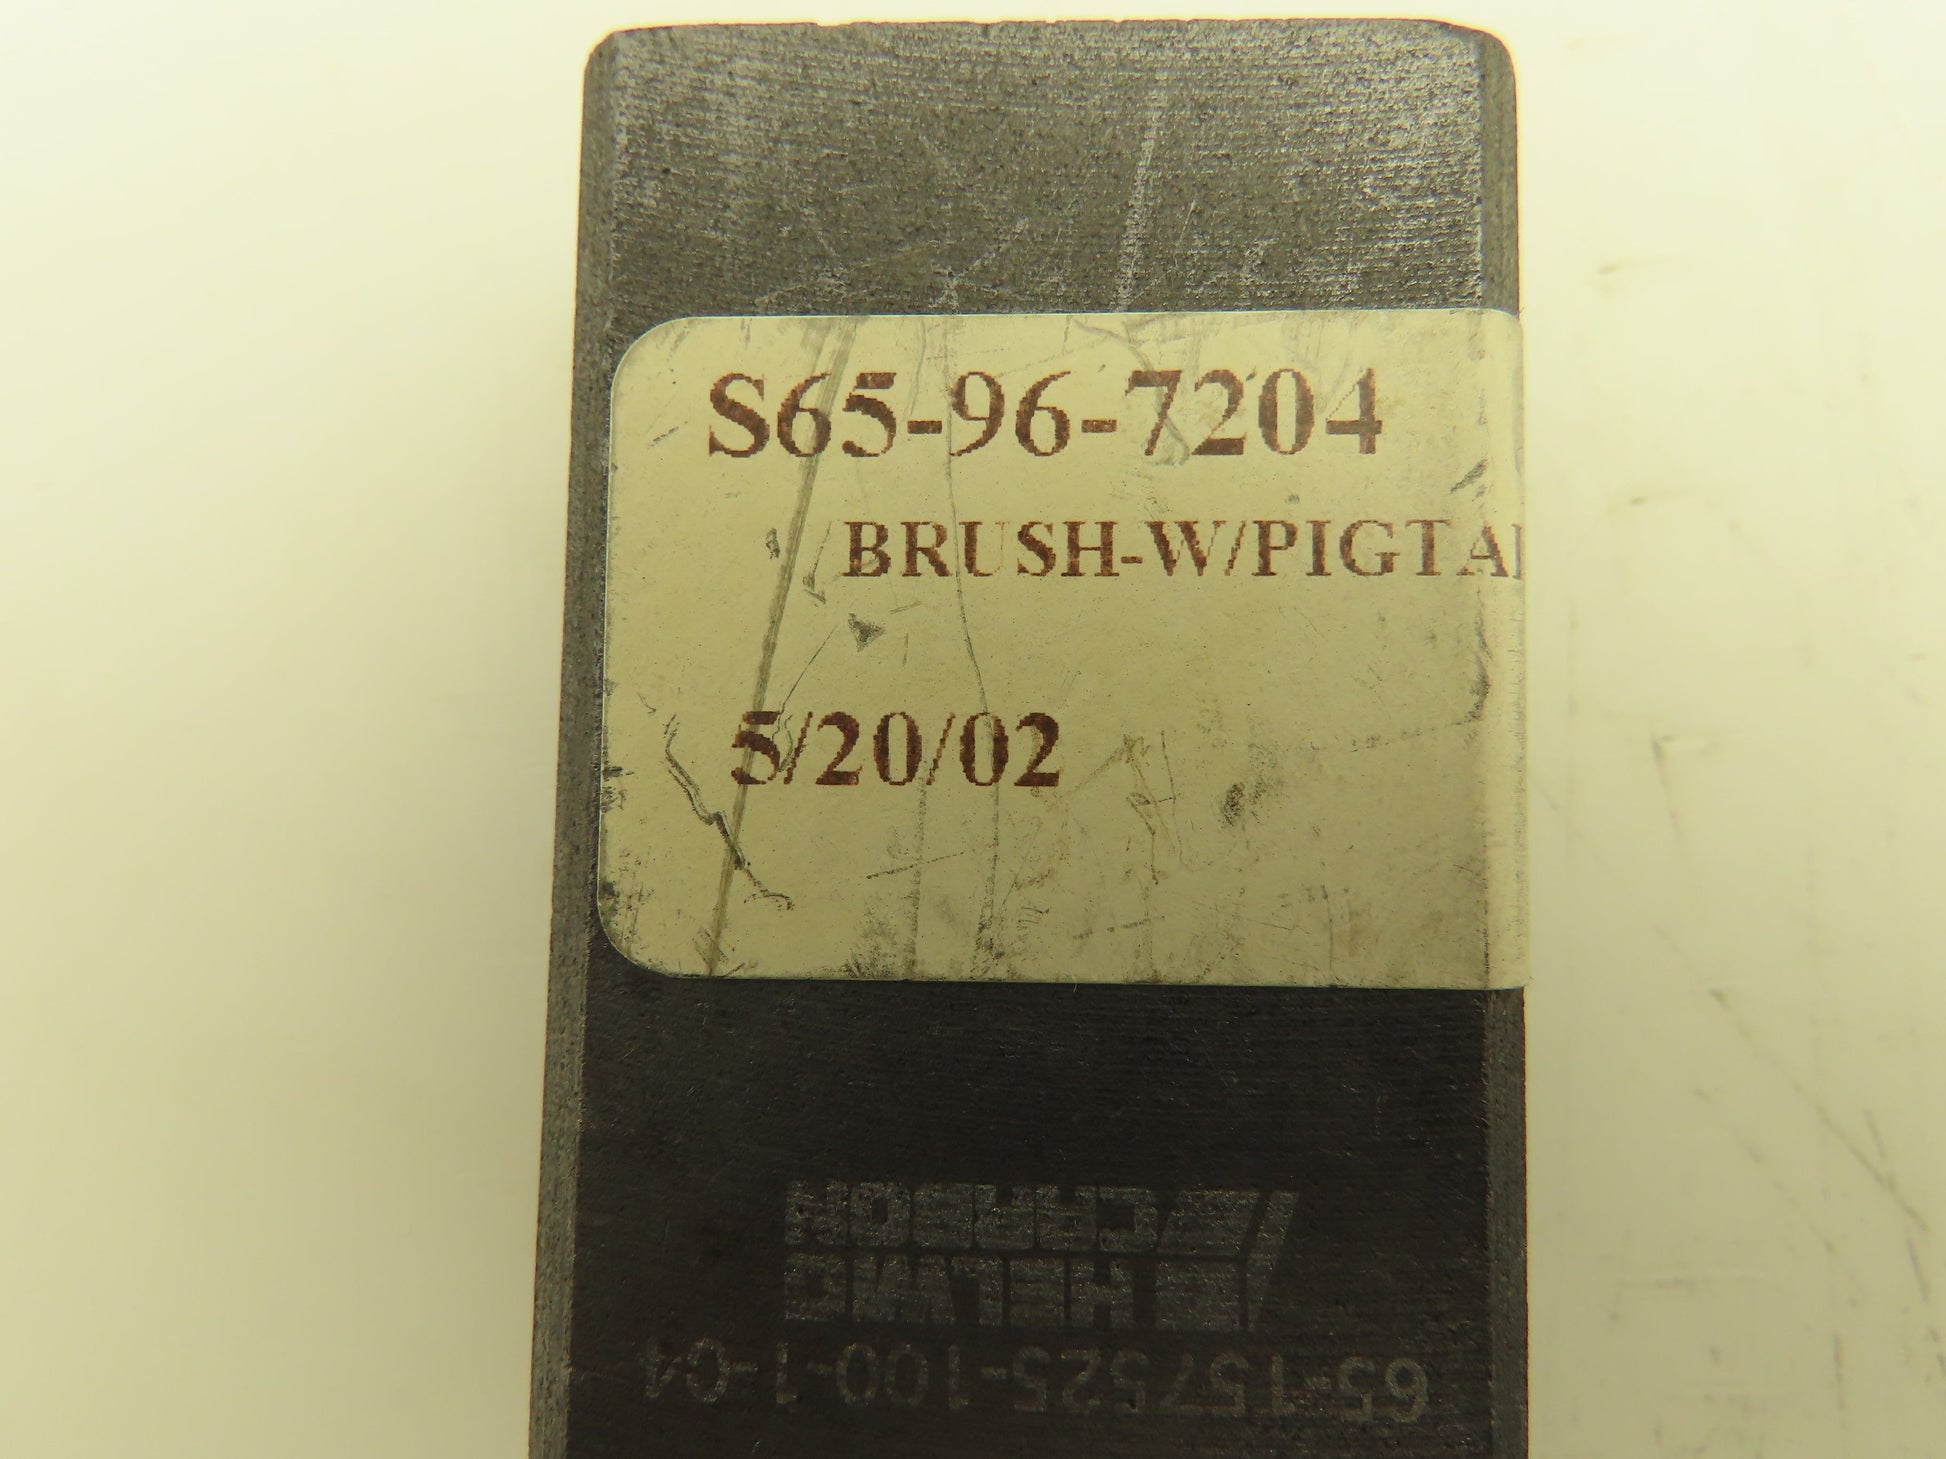 S65-96-7204
BRUSH-W/PIGTAI
5/20/02
HELWIG
CARBON
65-157525-100-1-04